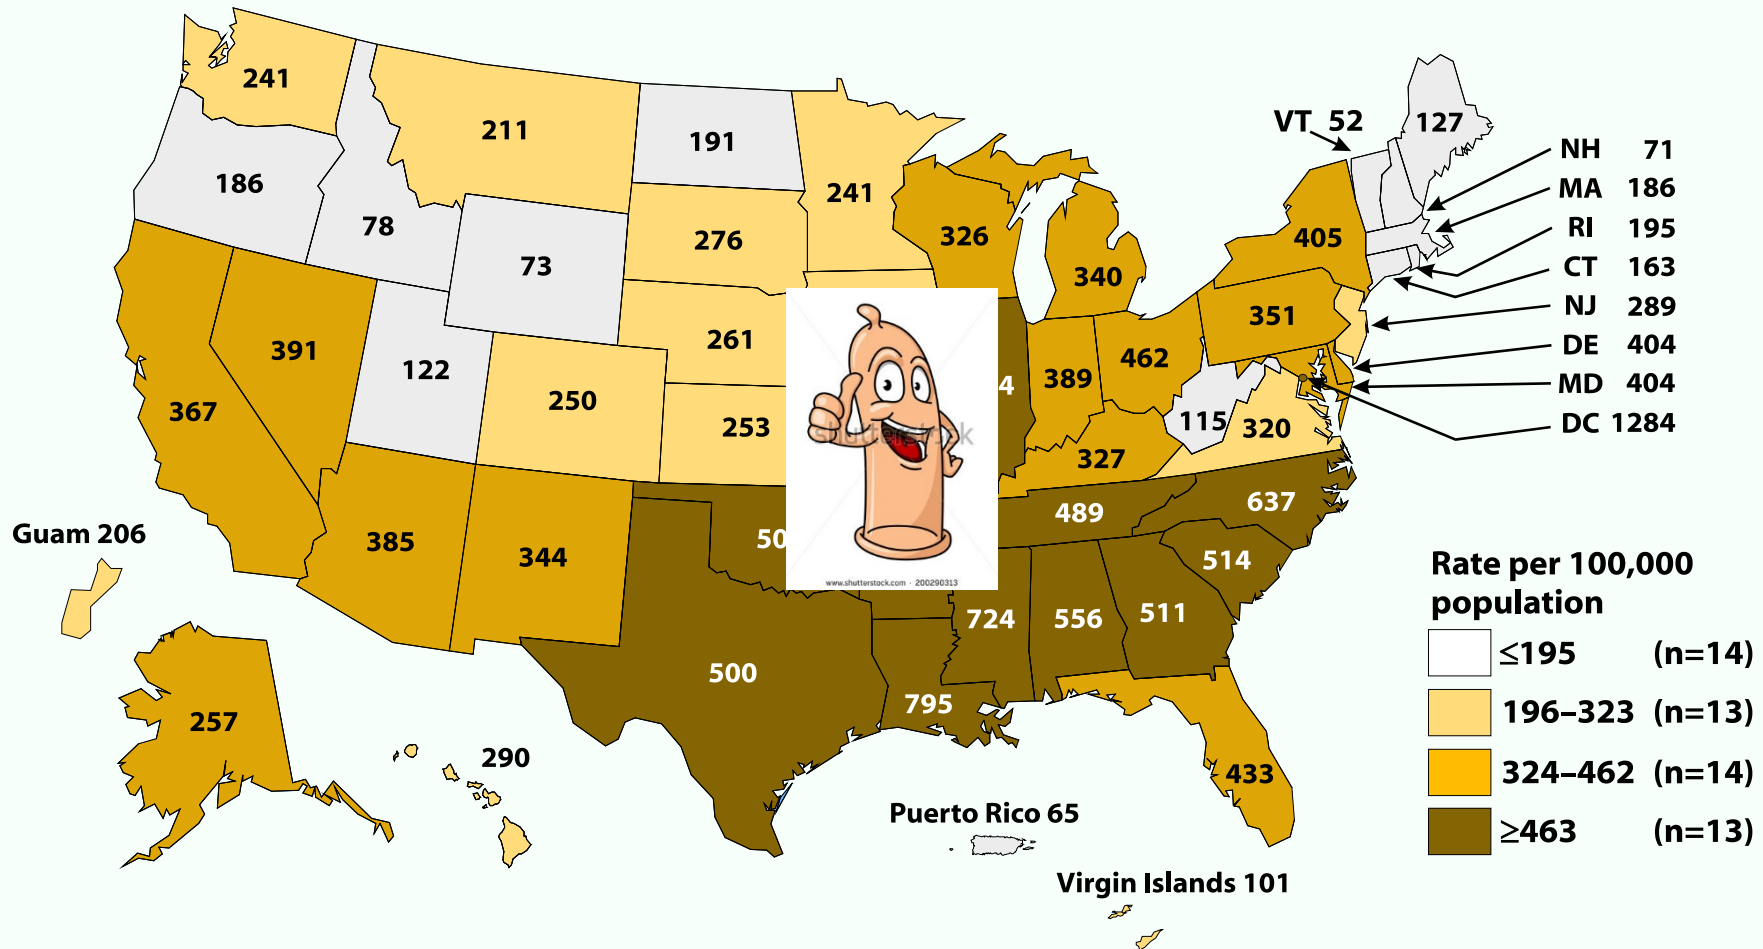 241
211
191
VT 52
127
NH 71
MA 186
RI 195
CT 163
NJ 289
DE 404
MD 404
DC 1284
186
78
73
276
241
326
340
405
391
122
250
261
389
462
351
367
253
115
320
327
385
344
489
637
514
724
556
511
500
795
433
Guam 206
257
290
Puerto Rico 65
Virgin Islands 101
shutterstock
www.shutterstock.com · 200290313
Rate per 100,000
population
≤195 (n=14)
196–323 (n=13)
324–462 (n=14)
≥463 (n=13)